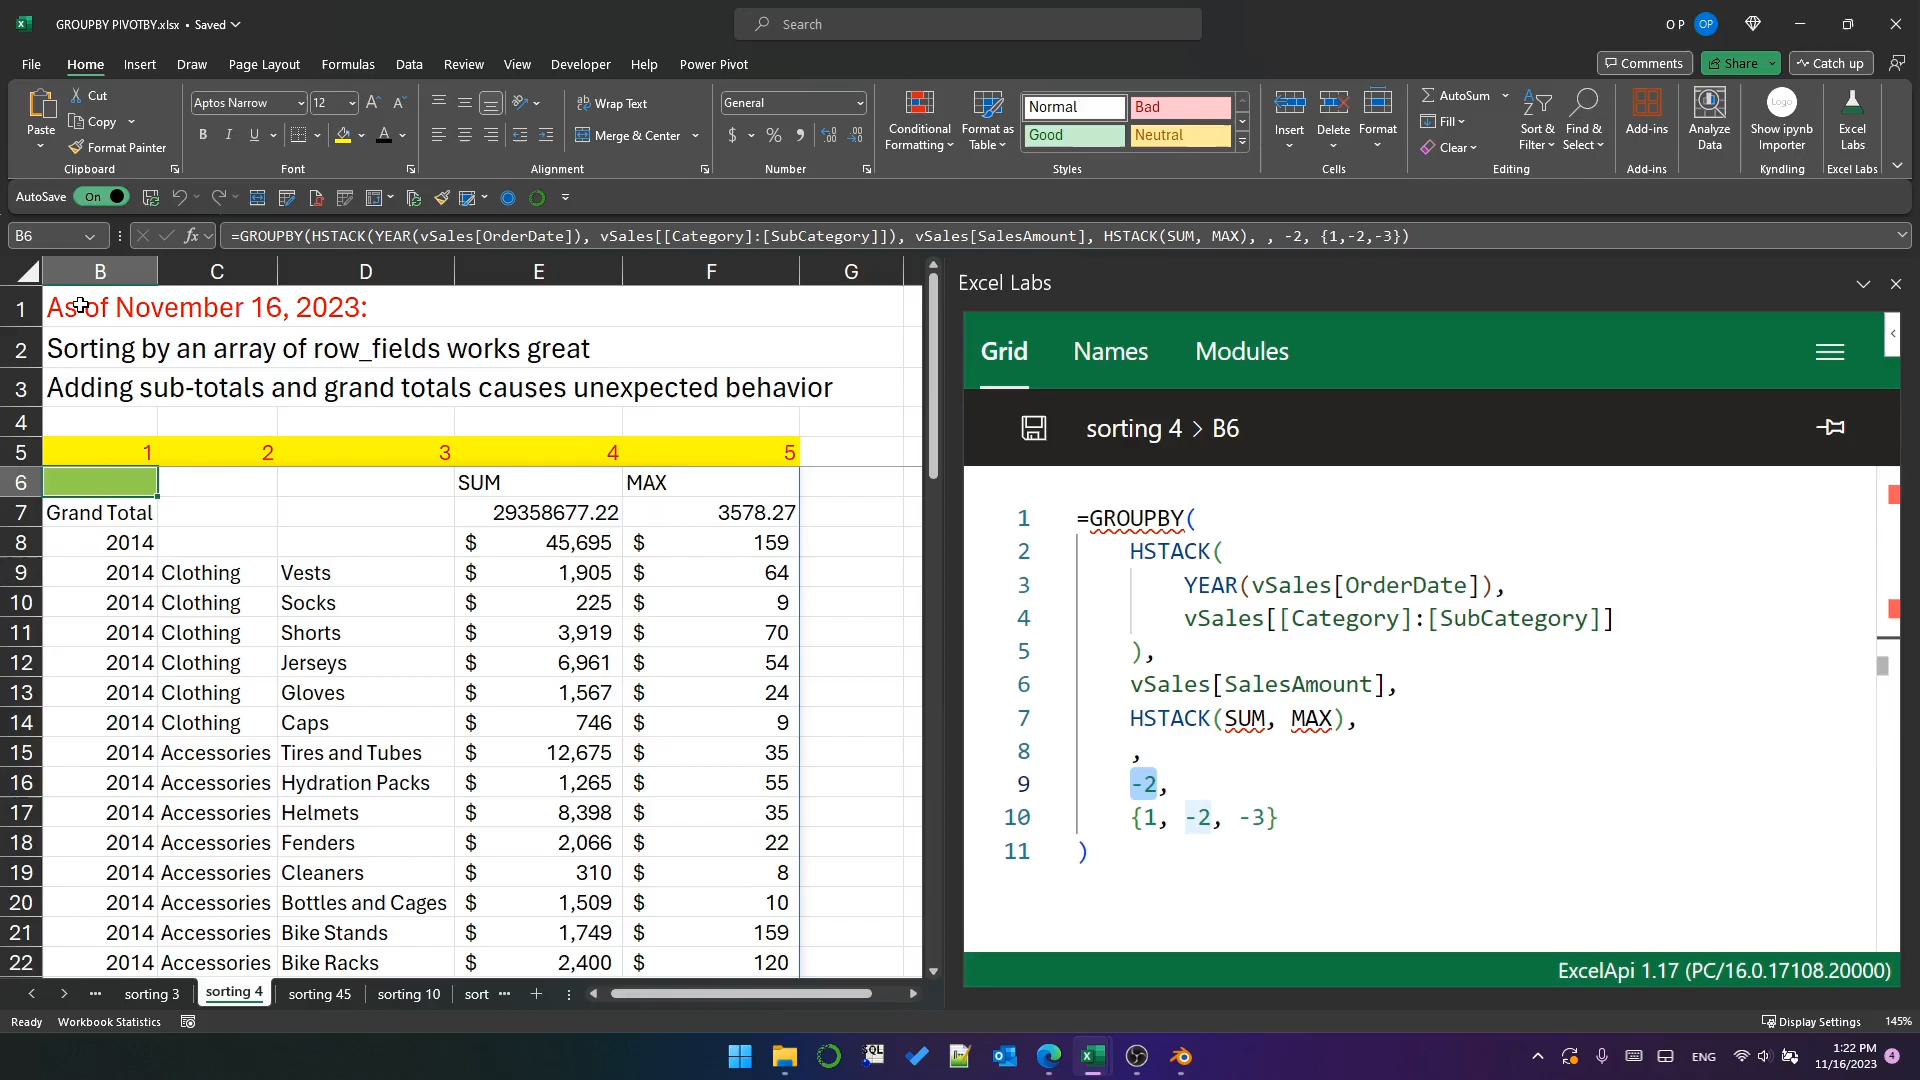 GROUPBY PIVOTBY.xlsx • Saved
Search
O P
OP
File Home Insert Draw Page Layout Formulas Data Review View Developer Help Power Pivot
Comments Share Catch up
Paste
Cut
Copy
Format Painter
Clipboard
Aptos Narrow 12
B I U
Font
Wrap Text
Merge & Center
Alignment
General
$ % ,
Number
Conditional Formatting
Format as Table
Normal Bad
Good Neutral
Styles
Insert Delete Format
Cells
AutoSum
Fill
Clear
Sort & Filter
Find & Select
Editing
Add-ins
Add-ins
Analyze Data
Logo
Show ipynb Importer
Kyndling
Excel Labs
Excel Labs
AutoSave On
B6
fx
=GROUPBY(HSTACK(YEAR(vSales[OrderDate]), vSales[[Category]:[SubCategory]]), vSales[SalesAmount], HSTACK(SUM, MAX), , -2, {1,-2,-3})
B C D E F G
1 As of November 16, 2023:
2 Sorting by an array of row_fields works great
3 Adding sub-totals and grand totals causes unexpected behavior
4
5 1 2 3 4 5
6 SUM MAX
7 Grand Total 29358677.22 3578.27
8 2014 $ 45,695 $ 159
9 2014 Clothing Vests $ 1,905 $ 64
10 2014 Clothing Socks $ 225 $ 9
11 2014 Clothing Shorts $ 3,919 $ 70
12 2014 Clothing Jerseys $ 6,961 $ 54
13 2014 Clothing Gloves $ 1,567 $ 24
14 2014 Clothing Caps $ 746 $ 9
15 2014 Accessories Tires and Tubes $ 12,675 $ 35
16 2014 Accessories Hydration Packs $ 1,265 $ 55
17 2014 Accessories Helmets $ 8,398 $ 35
18 2014 Accessories Fenders $ 2,066 $ 22
19 2014 Accessories Cleaners $ 310 $ 8
20 2014 Accessories Bottles and Cages $ 1,509 $ 10
21 2014 Accessories Bike Stands $ 1,749 $ 159
22 2014 Accessories Bike Racks $ 2,400 $ 120
Excel Labs
Grid Names Modules
sorting 4 > B6
1 =GROUPBY(
2 HSTACK(
3 YEAR(vSales[OrderDate]),
4 vSales[[Category]:[SubCategory]]
5 ),
6 vSales[SalesAmount],
7 HSTACK(SUM, MAX),
8 ,
9 -2,
10 {1, -2, -3}
11 )
ExcelApi 1.17 (PC/16.0.17108.20000)
sorting 3 sorting 4 sorting 45 sorting 10 sort
Ready Workbook Statistics
Display Settings 145%
SQL
ENG
1:22 PM
11/16/2023
4